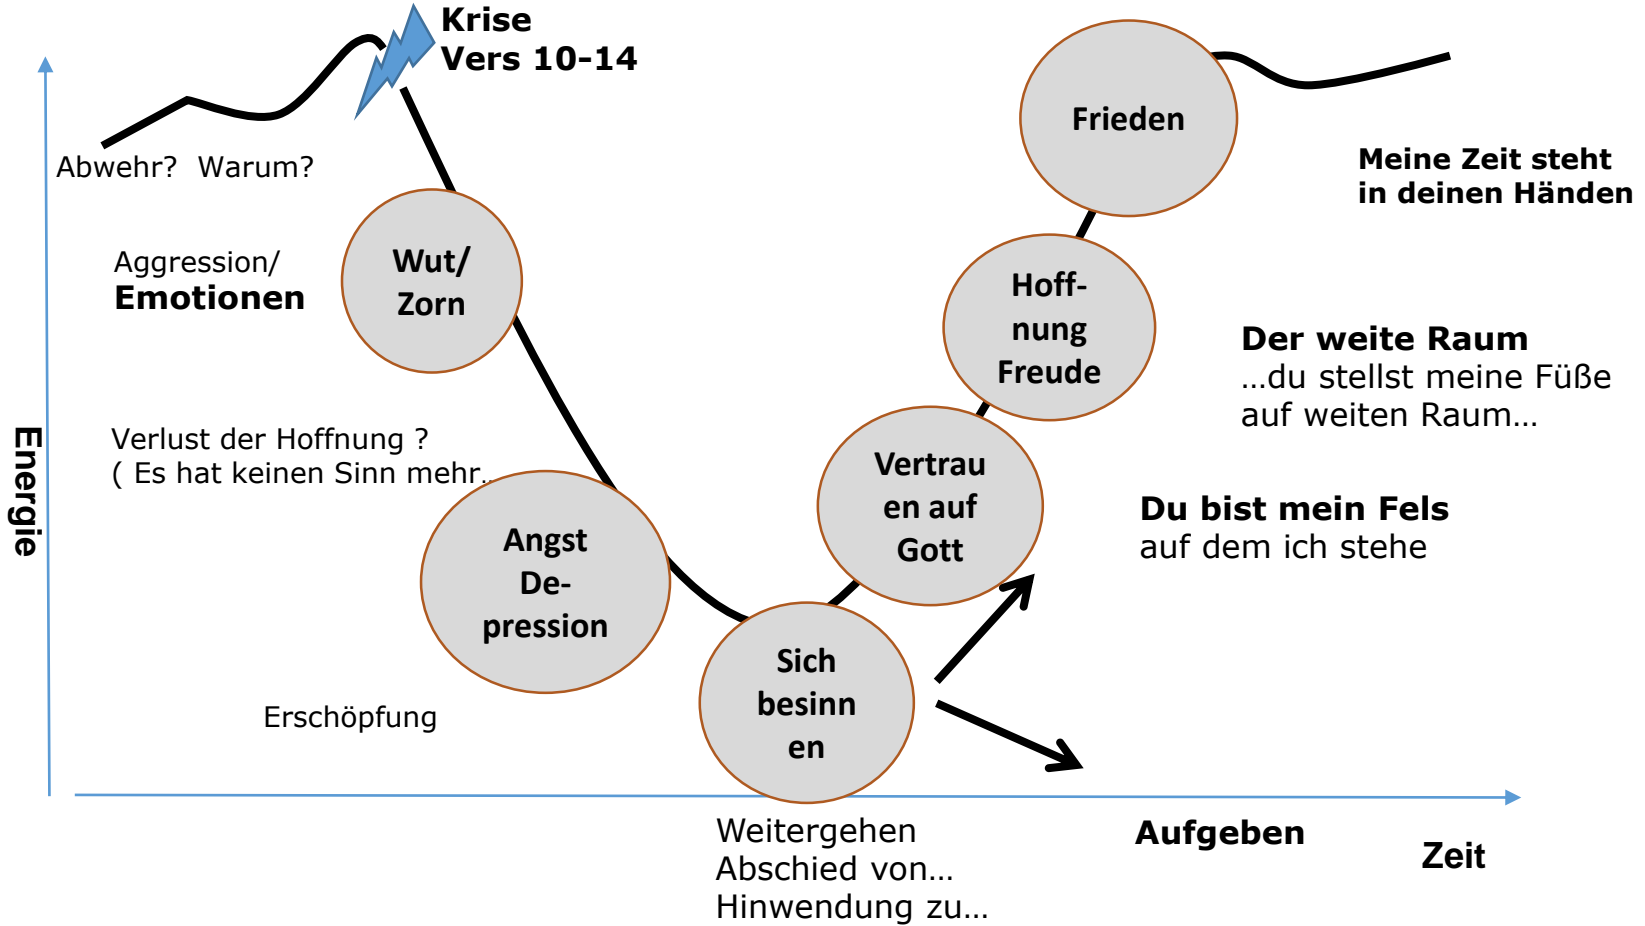 Krise
Vers 10-14
Abwehr?  Warum?
Frieden
Meine Zeit steht
in deinen Händen
Aggression/
Emotionen
Wut/
Zorn
Hoff-
nung
Freude
Der weite Raum
…du stellst meine Füße
auf weiten Raum…
Energie
Verlust der Hoffnung ?
( Es hat keinen Sinn mehr…
Vertrau
en auf
Gott
Du bist mein Fels
auf dem ich stehe
Angst
De-
pression
Sich
besinn
en
Erschöpfung
Weitergehen
Abschied von…
Hinwendung zu…
Aufgeben
Zeit